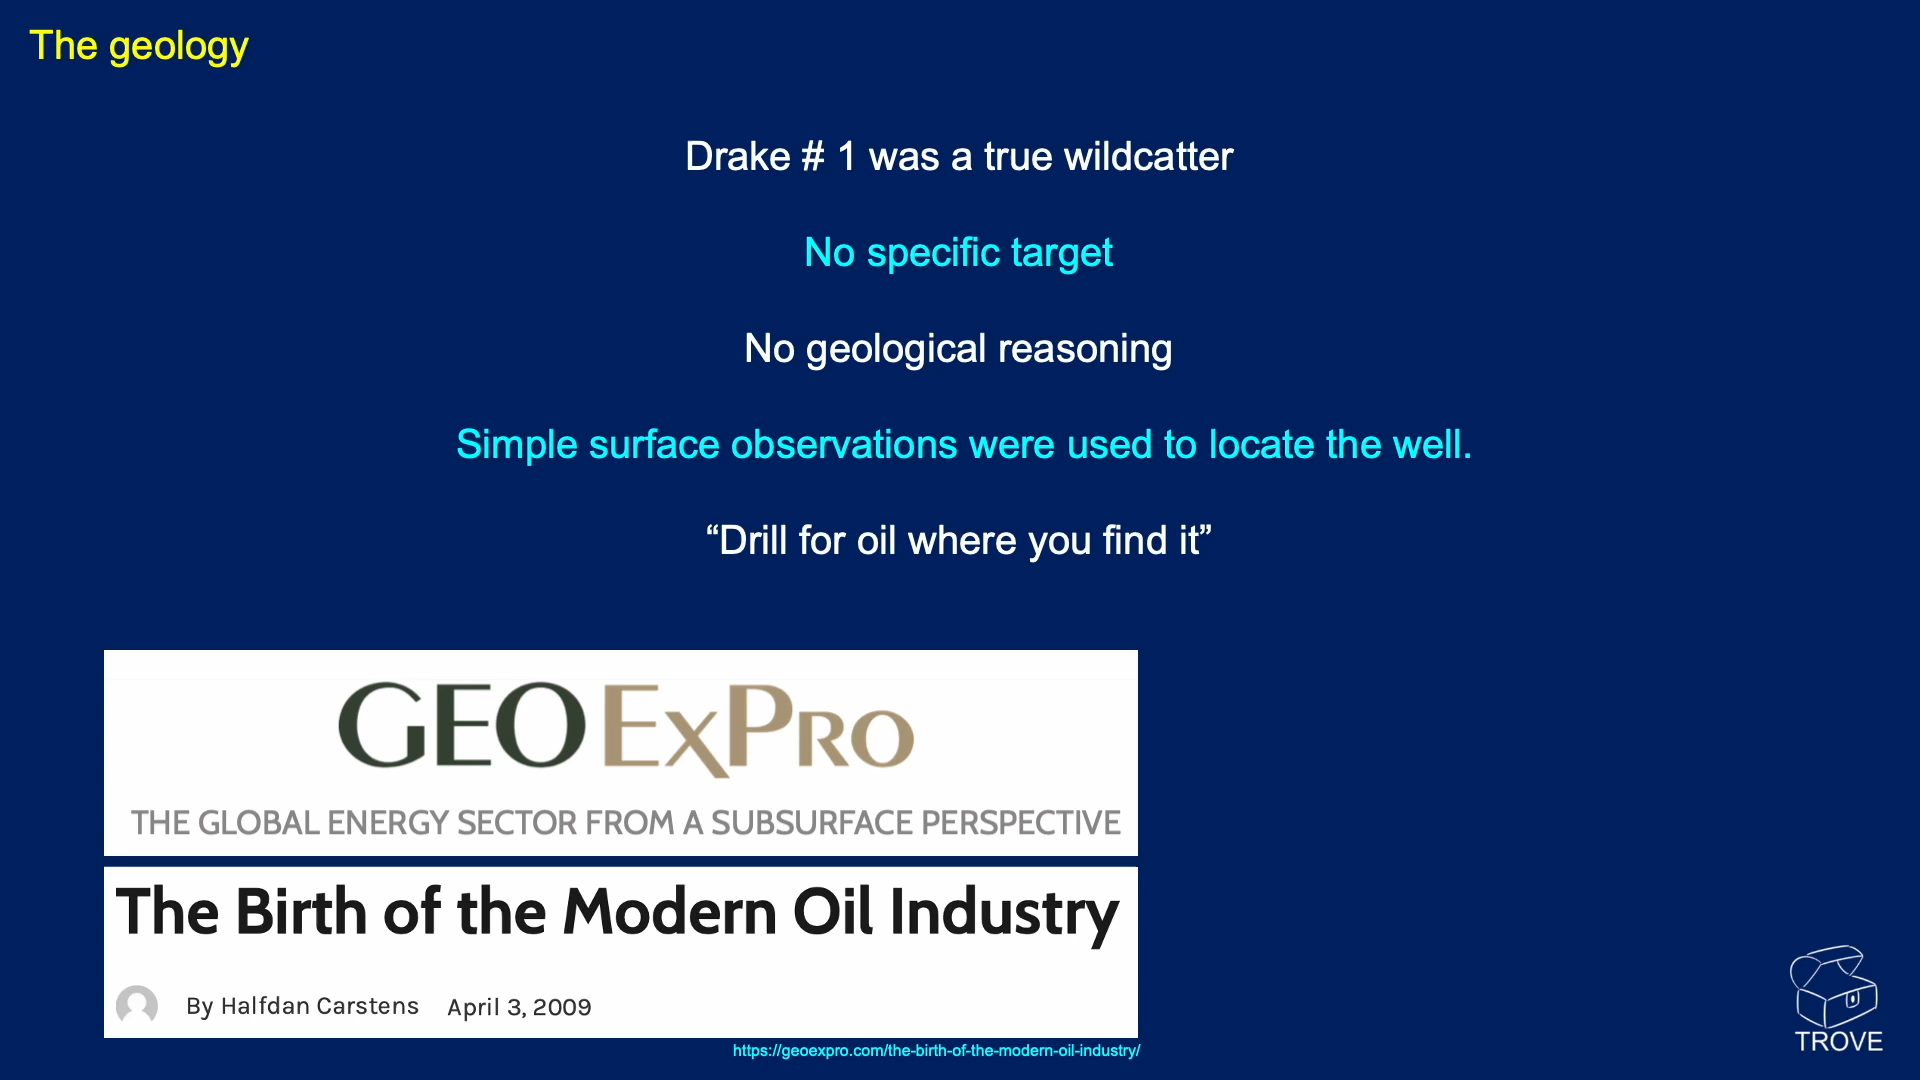 The geology
Drake # 1 was a true wildcatter
No specific target
No geological reasoning
Simple surface observations were used to locate the well.
“Drill for oil where you find it”
GEO EXPRO
THE GLOBAL ENERGY SECTOR FROM A SUBSURFACE PERSPECTIVE
The Birth of the Modern Oil Industry
By Halfdan Carstens April 3, 2009
https://geoexpro.com/the-birth-of-the-modern-oil-industry/
TROVE